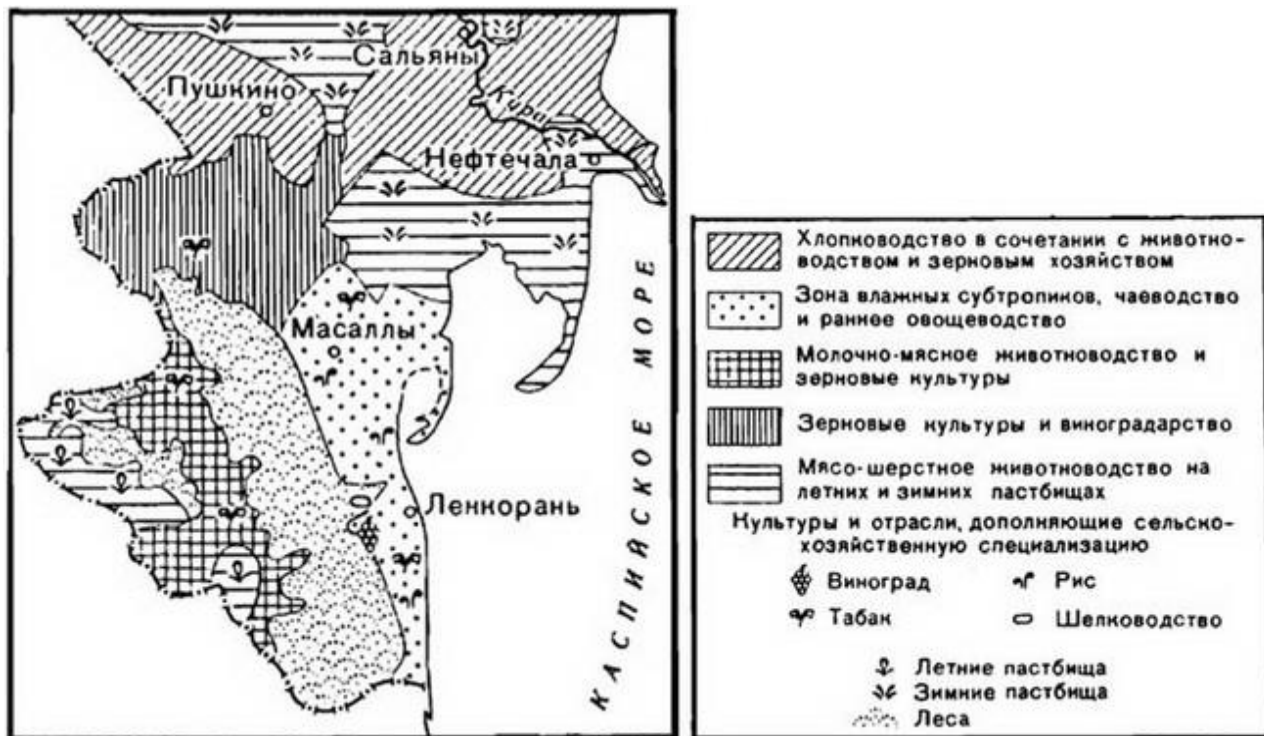 Сальяны
Пушкино
Кура
Нефтечала
Масаллы
Ленкорань
КАСПИЙСКОЕ МОРЕ
Хлопководство в сочетании с животно-
водством и зерновым хозяйством
Зона влажных субтропиков, чаеводство
и раннее овощеводство
Молочно-мясное животноводство и
зерновые культуры
Зерновые культуры и виноградарство
Мясо-шерстное животноводство на
летних и зимних пастбищах
Культуры и отрасли, дополняющие сельско-
хозяйственную специализацию
Виноград
Рис
Табак
Шелководство
Летние пастбища
Зимние пастбища
Леса